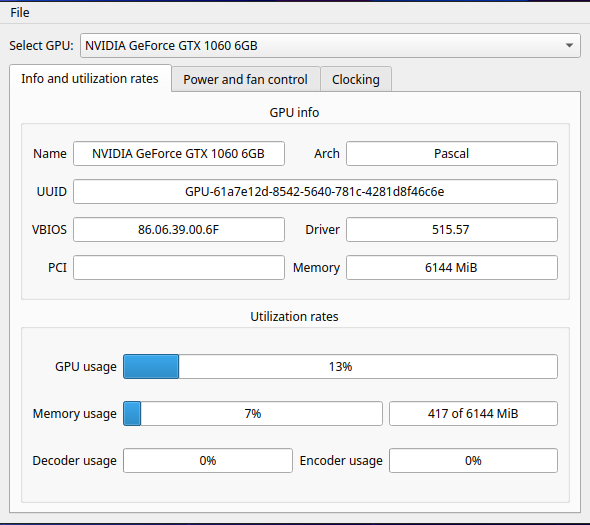 File
Select GPU: NVIDIA GeForce GTX 1060 6GB
Info and utilization rates Power and fan control Clocking
GPU info
Name NVIDIA GeForce GTX 1060 6GB Arch Pascal
UUID GPU-61a7e12d-8542-5640-781c-4281d8f46c6e
VBIOS 86.06.39.00.6F Driver 515.57
PCI Memory 6144 MiB
Utilization rates
GPU usage 13%
Memory usage 7% 417 of 6144 MiB
Decoder usage 0% Encoder usage 0%